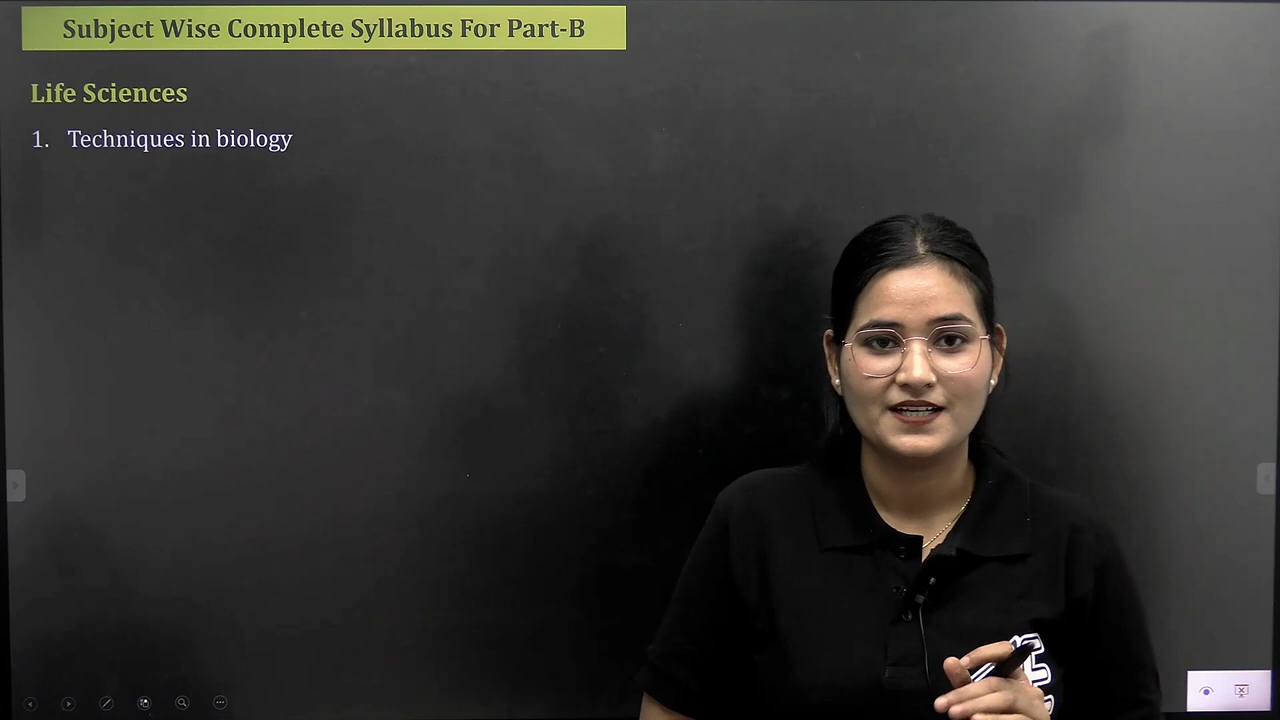 Subject Wise Complete Syllabus For Part-B
Life Sciences
1. Techniques in biology